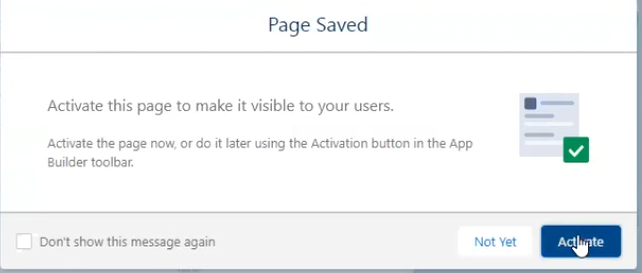 Page Saved
Activate this page to make it visible to your users.
Activate the page now, or do it later using the Activation button in the App
Builder toolbar.
Don't show this message again
Not Yet
Activate